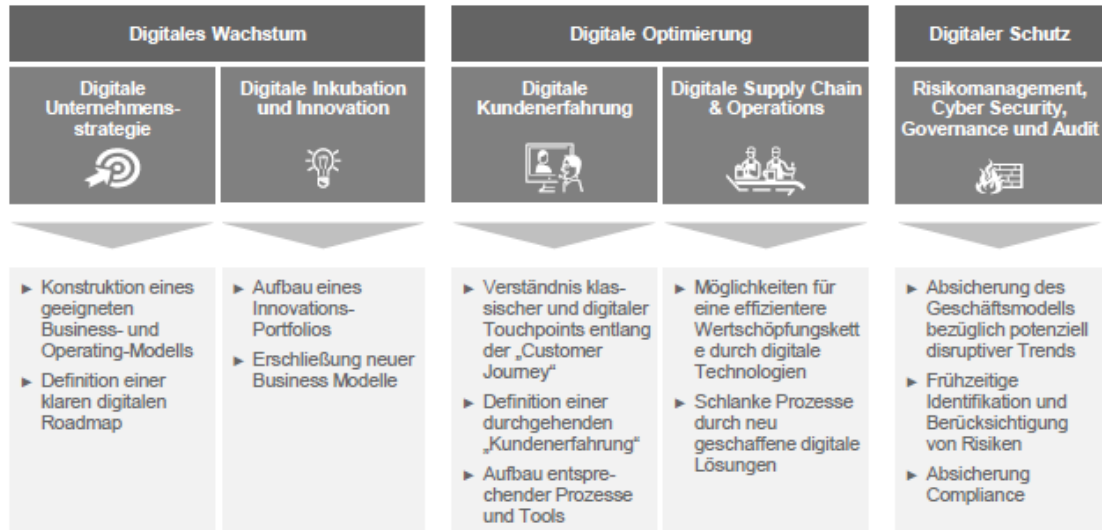 Digitales Wachstum
Digitale Optimierung
Digitaler Schutz
Digitale
Unternehmens-
strategie
Digitale Inkubation
und Innovation
Digitale
Kundenerfahrung
Digitale Supply Chain
& Operations
Risikomanagement,
Cyber Security,
Governance und Audit
► Konstruktion eines
geeigneten
Business- und
Operating-Modells
► Definition einer
klaren digitalen
Roadmap
► Aufbau eines
Innovations-
Portfolios
► Erschließung neuer
Business Modelle
► Verständnis klas-
sischer und digitaler
Touchpoints entlang
der „Customer
Journey“
► Definition einer
durchgehenden
„Kundenerfahrung“
► Aufbau entspre-
chender Prozesse
und Tools
► Möglichkeiten für
eine effizientere
Wertschöpfungskett
e durch digitale
Technologien
► Schlanke Prozesse
durch neu
geschaffene digitale
Lösungen
► Absicherung des
Geschäftsmodells
bezüglich potenziell
disruptiver Trends
► Frühzeitige
Identifikation und
Berücksichtigung
von Risiken
► Absicherung
Compliance